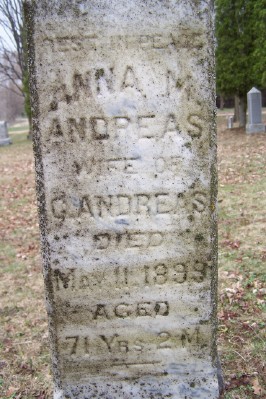 REST IN PEACE
ANNA M.
ANDREAS
WIFE OF
C. ANDREAS
DIED
MAY 11, 1899
AGED
71 YRS. 2 M.